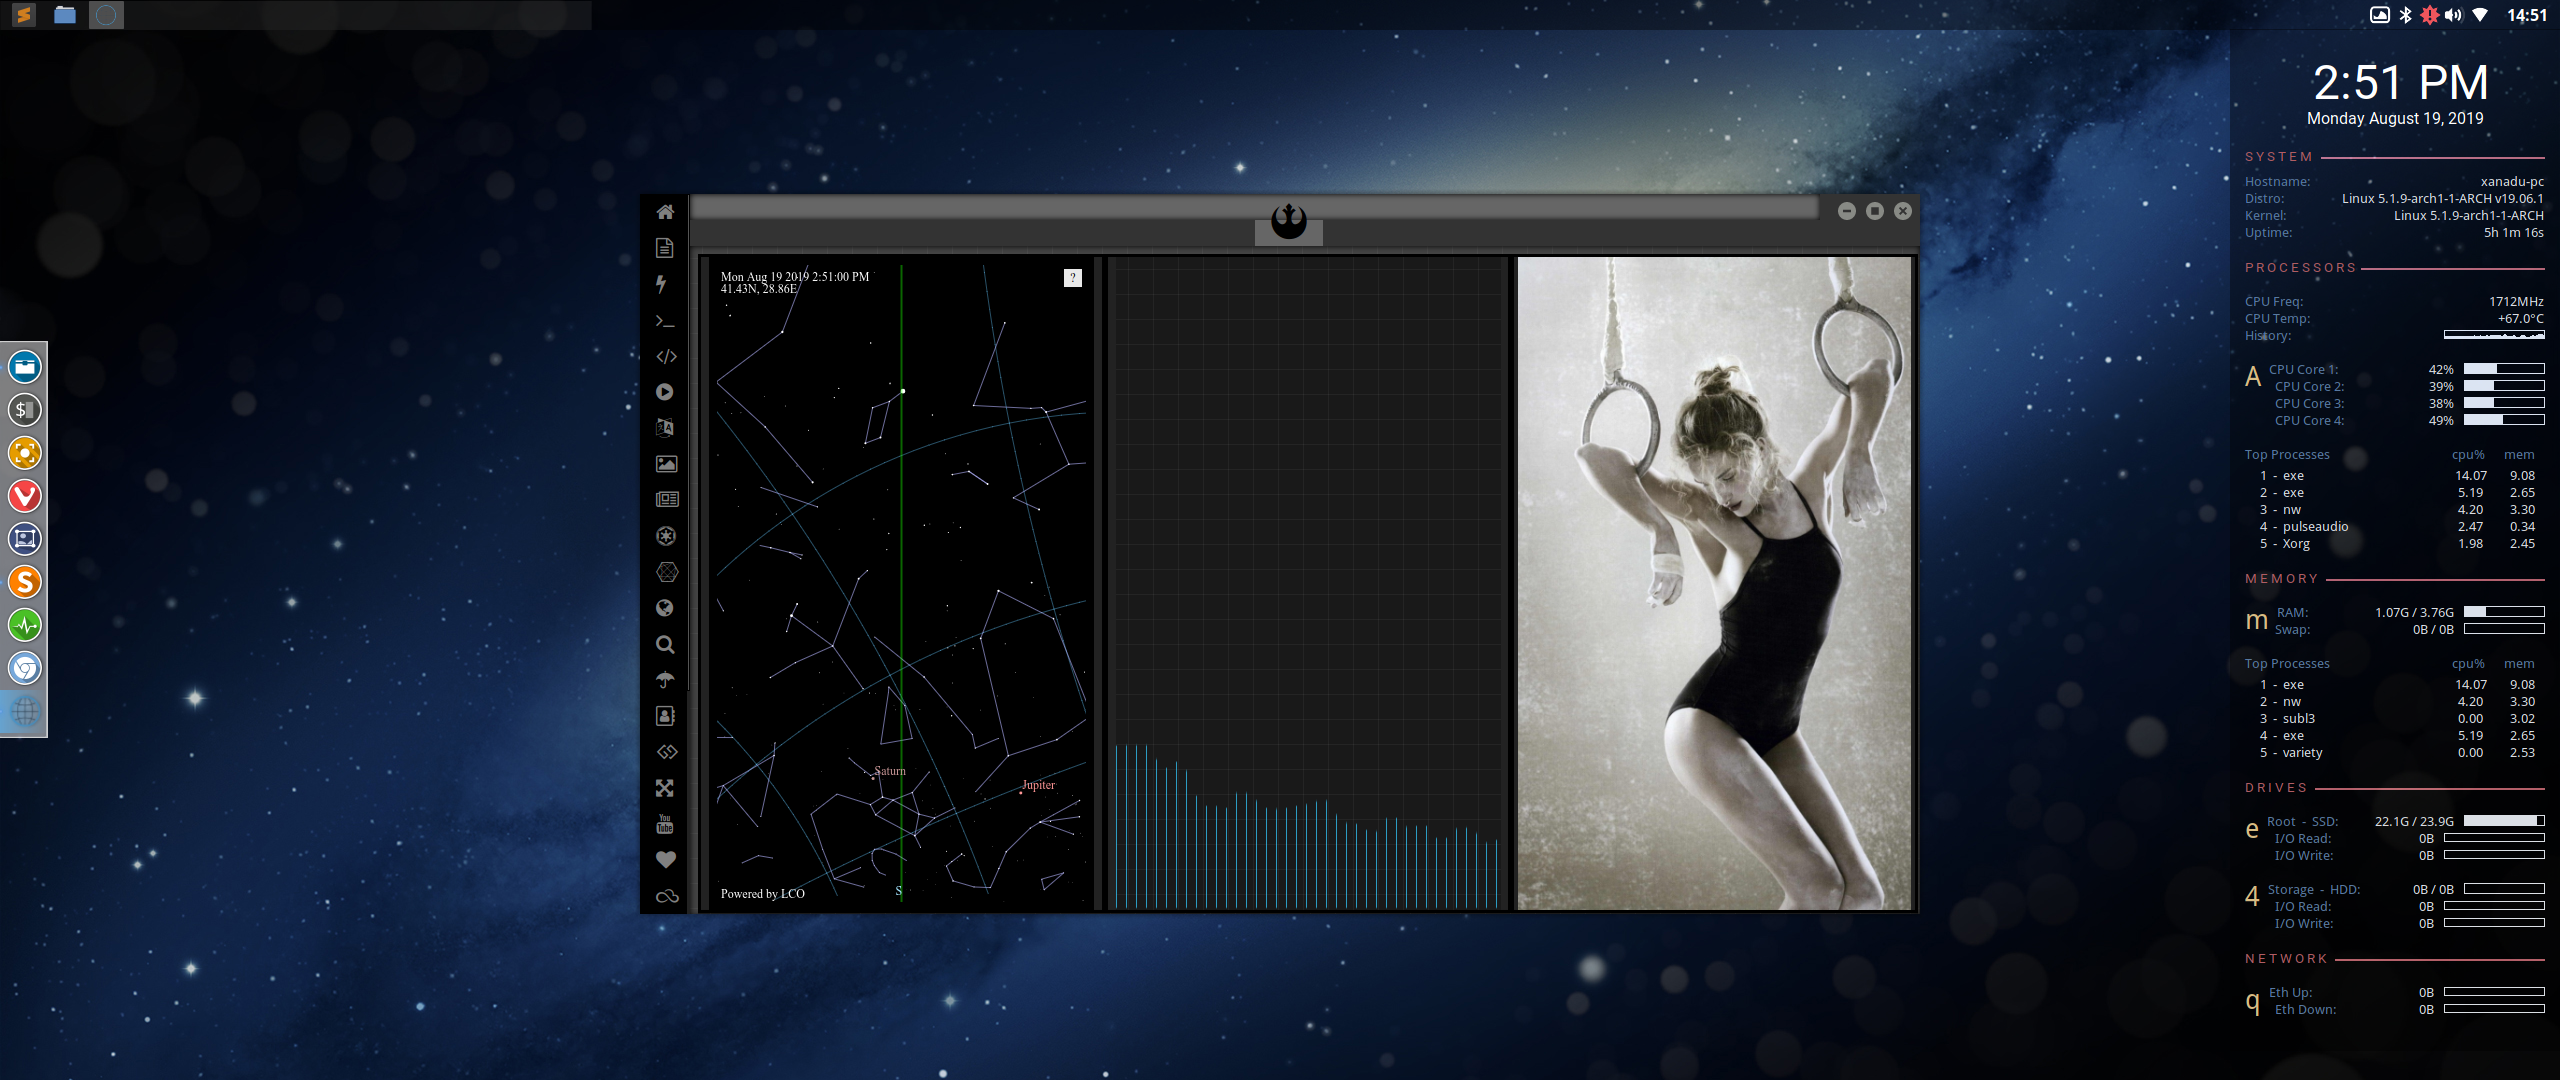 14:51
2:51 PM
Monday August 19, 2019
SYSTEM
Hostname: xanadu-pc
Distro: Linux 5.1.9-arch1-1-ARCH v19.06.1
Kernel: Linux 5.1.9-arch1-1-ARCH
Uptime: 5h 1m 16s
PROCESSORS
CPU Freq: 1712MHz
CPU Temp: +67.0°C
History:
A CPU Core 1: 42%
CPU Core 2: 39%
CPU Core 3: 38%
CPU Core 4: 49%
Top Processes cpu% mem
1 - exe 14.07 9.08
2 - exe 5.19 2.65
3 - nw 4.20 3.30
4 - pulseaudio 2.47 0.34
5 - Xorg 1.98 2.45
MEMORY
m RAM: 1.07G / 3.76G
Swap: 0B / 0B
Top Processes cpu% mem
1 - exe 14.07 9.08
2 - nw 4.20 3.30
3 - subl3 0.00 3.02
4 - exe 5.19 2.65
5 - variety 0.00 2.53
DRIVES
e Root - SSD: 22.1G / 23.9G
I/O Read: 0B
I/O Write: 0B
4 Storage - HDD: 0B / 0B
I/O Read: 0B
I/O Write: 0B
NETWORK
q Eth Up: 0B
Eth Down: 0B
Mon Aug 19 2019 2:51:00 PM
?
41.43N, 28.86E
Saturn
Jupiter
S
Powered by LCO
You
Tube
$
S